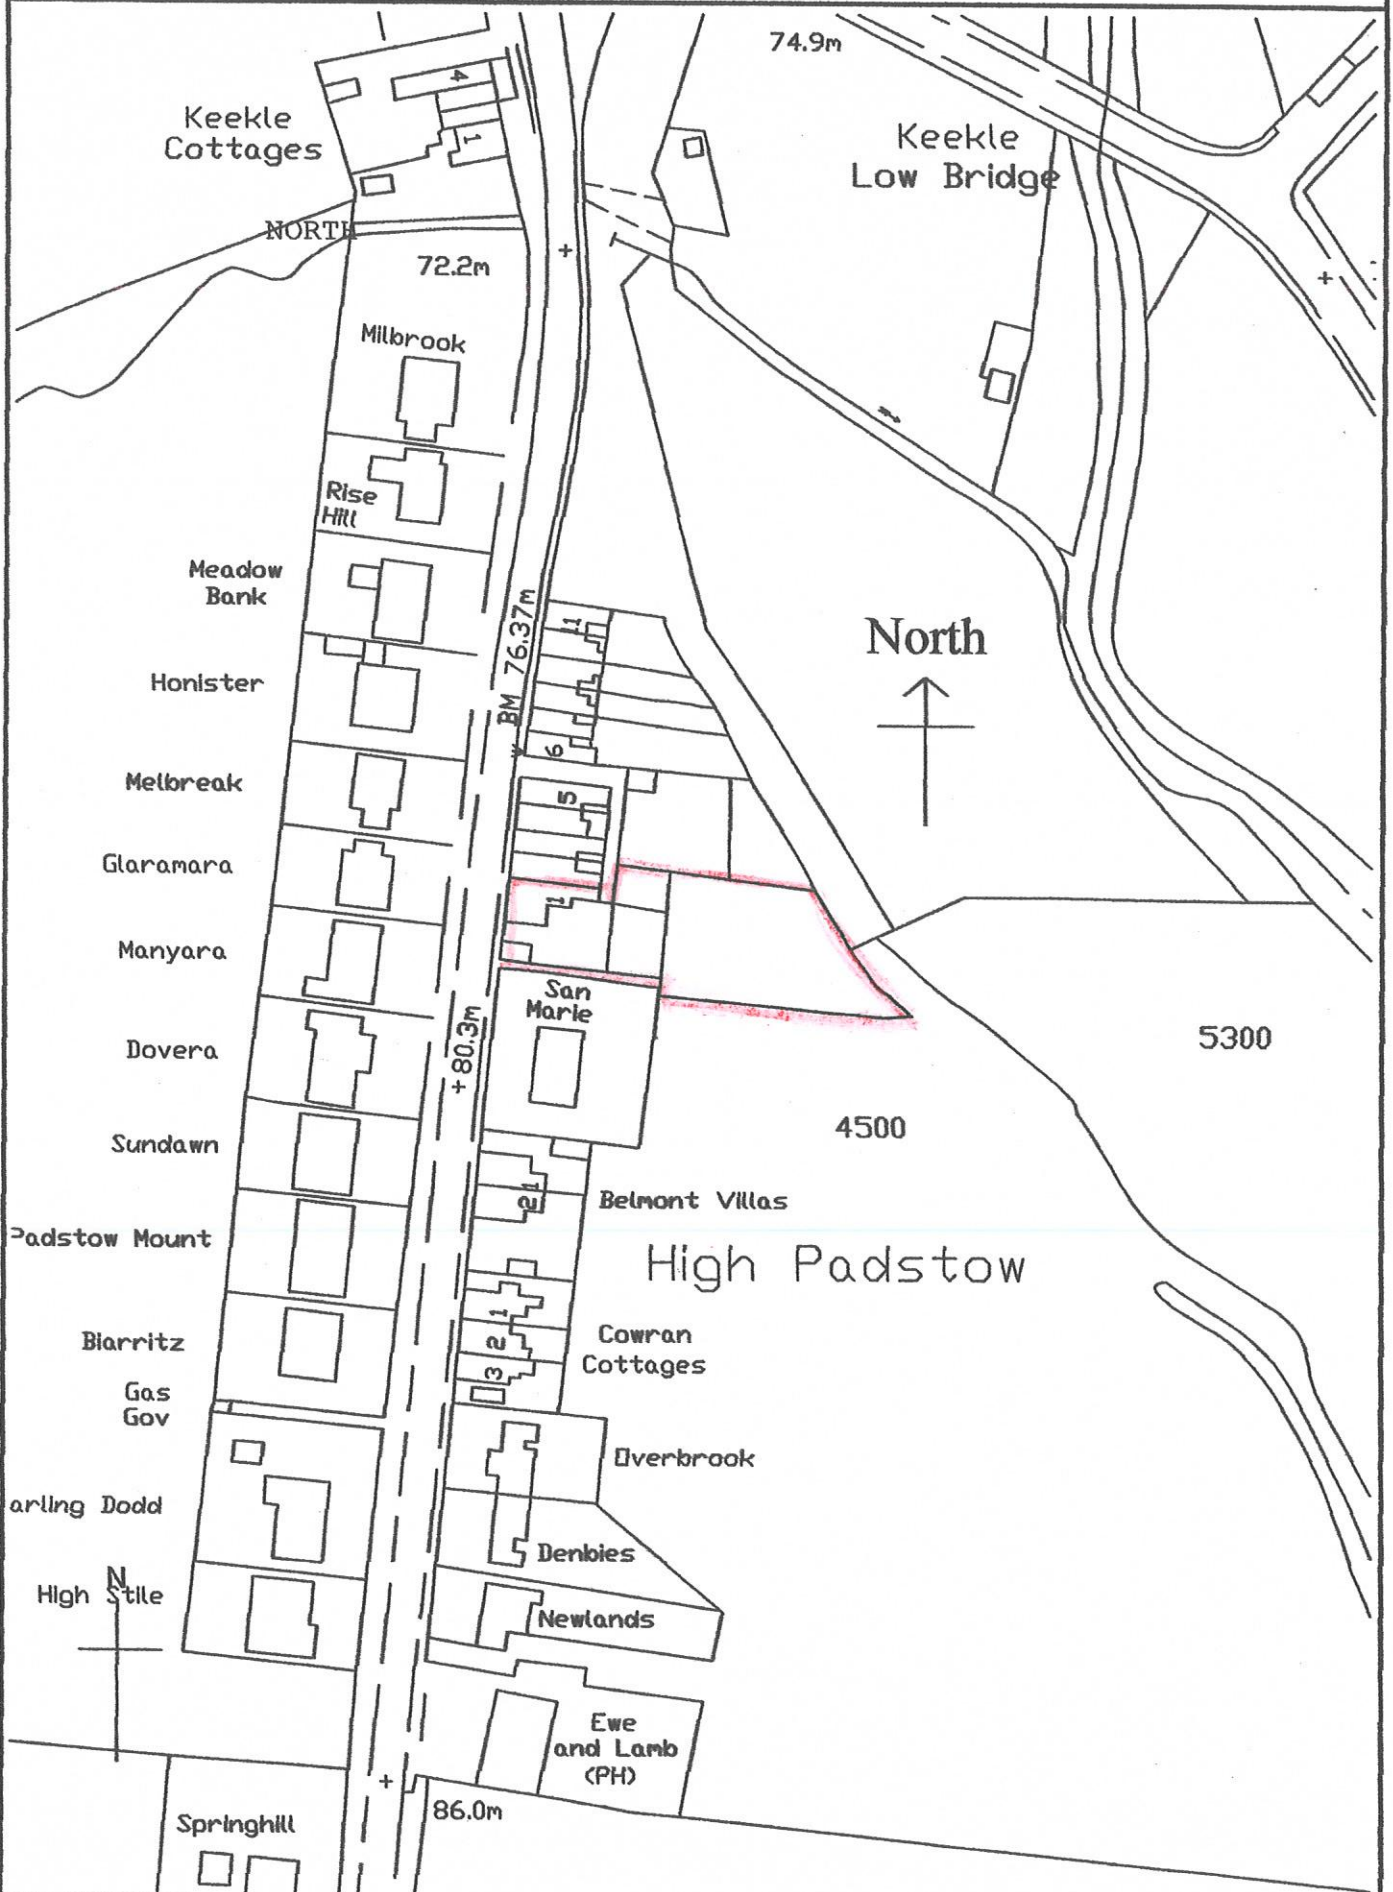 74.9m
4
Keekle
Cottages
1
Keekle
Low Bridge
NORTH
72.2m
Milbrook
Rise
Hill
Meadow
Bank
BM 76.37m
11
North
Honister
6
Melbreak
5
Glaramara
1
Manyara
San
Marie
+80.3m
Dovera
5300
4500
Sundawn
1
2
Belmont Villas
Padstow Mount
High Padstow
1
2
3
Cowran
Cottages
Biarritz
Gas
Gov
Overbrook
arling Dodd
Denbies
N
High Stile
Newlands
Ewe
and Lamb
(PH)
86.0m
Springhill